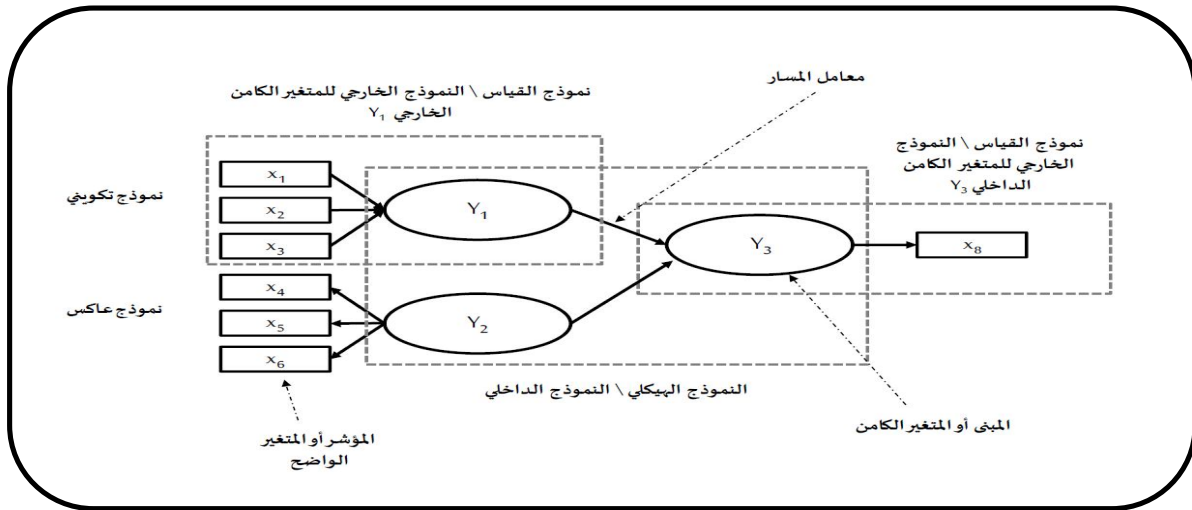 معامل المسار
نموذج القياس \ النموذج الخارجي للمتغير الكامن
الخارجي Y₁
نموذج القياس \ النموذج
الخارجي للمتغير الكامن
الداخلي Y₃
نموذج تكويني
x₁
x₂
x₃
Y₁
Y₃
x₈
نموذج عاكس
x₄
x₅
x₆
Y₂
النموذج الهيكلي \ النموذج الداخلي
المؤشر أو المتغير
الواضح
المبنى أو المتغير الكامن